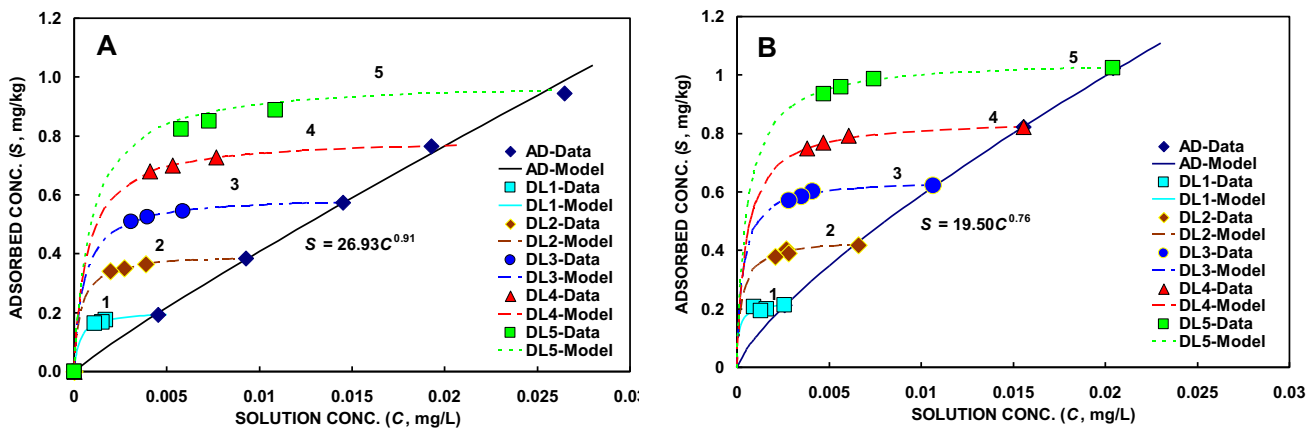 A
ADSORBED CONC. (S, mg/kg)
1.2
1.0
0.8
0.6
0.4
0.2
0.0
5
4
3
2
1
S = 26.93C^0.91
AD-Data
AD-Model
DL1-Data
DL1-Model
DL2-Data
DL2-Model
DL3-Data
DL3-Model
DL4-Data
DL4-Model
DL5-Data
DL5-Model
0 0.005 0.01 0.015 0.02 0.025 0.03
SOLUTION CONC. (C, mg/L)
B
ADSORBED CONC. (S, mg/kg)
1.2
1.0
0.8
0.6
0.4
0.2
0.0
5
4
3
2
1
S = 19.50C^0.76
AD-Data
AD-Model
DL1-Data
DL1-Model
DL2-Data
DL2-Model
DL3-Data
DL3-Model
DL4-Data
DL4-Model
DL5-Data
DL5-Model
0 0.005 0.01 0.015 0.02 0.025 0.03
SOLUTION CONC. (C, mg/L)